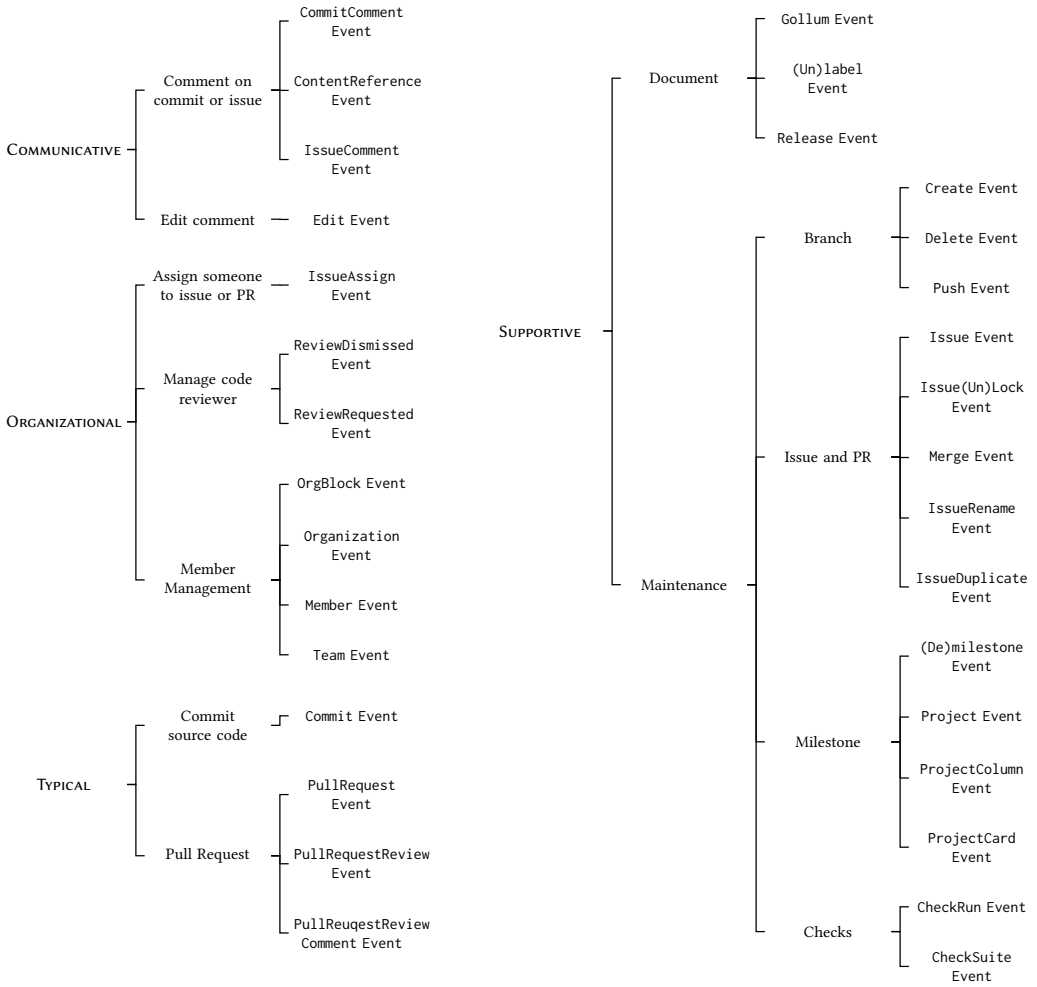 COMMUNICATIVE
Comment on
commit or issue
CommitComment
Event
ContentReference
Event
IssueComment
Event
Edit comment
Edit Event
ORGANIZATIONAL
Assign someone
to issue or PR
IssueAssign
Event
Manage code
reviewer
ReviewDismissed
Event
ReviewRequested
Event
Member
Management
OrgBlock Event
Organization
Event
Member Event
Team Event
TYPICAL
Commit
source code
Commit Event
Pull Request
PullRequest
Event
PullRequestReview
Event
PullReuqestReview
Comment Event
SUPPORTIVE
Document
Gollum Event
(Un)label
Event
Release Event
Maintenance
Branch
Create Event
Delete Event
Push Event
Issue and PR
Issue Event
Issue(Un)Lock
Event
Merge Event
IssueRename
Event
IssueDuplicate
Event
Milestone
(De)milestone
Event
Project Event
ProjectColumn
Event
ProjectCard
Event
Checks
CheckRun Event
CheckSuite
Event